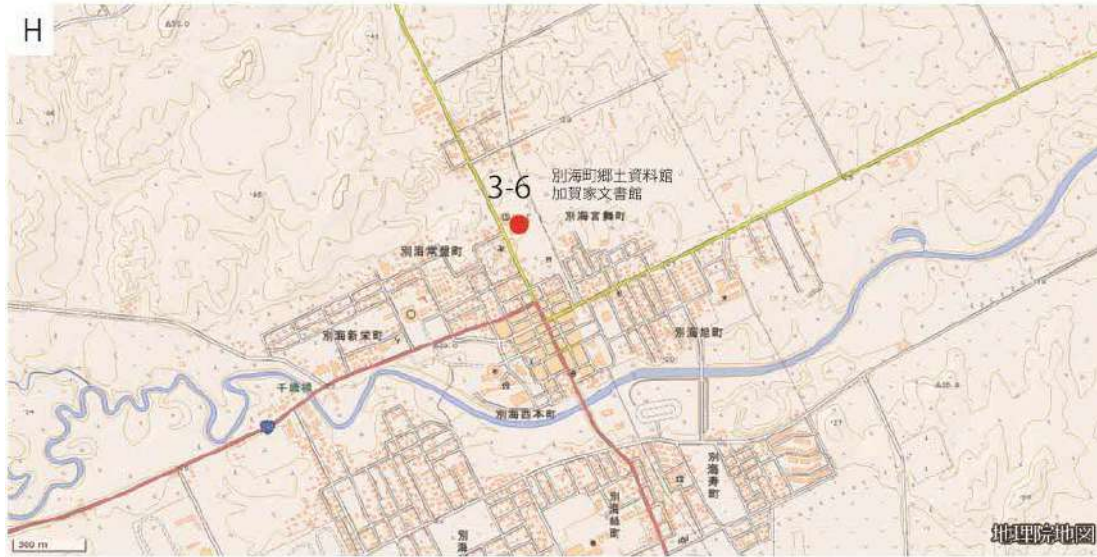 H
3-6
別海町郷土資料館
加賀家文書館
別海宮舞町
別海常盤町
別海新栄町
別海旭町
千歳橋
別海西本町
別海寿町
別海緑町
別海
300 m
地理院地図